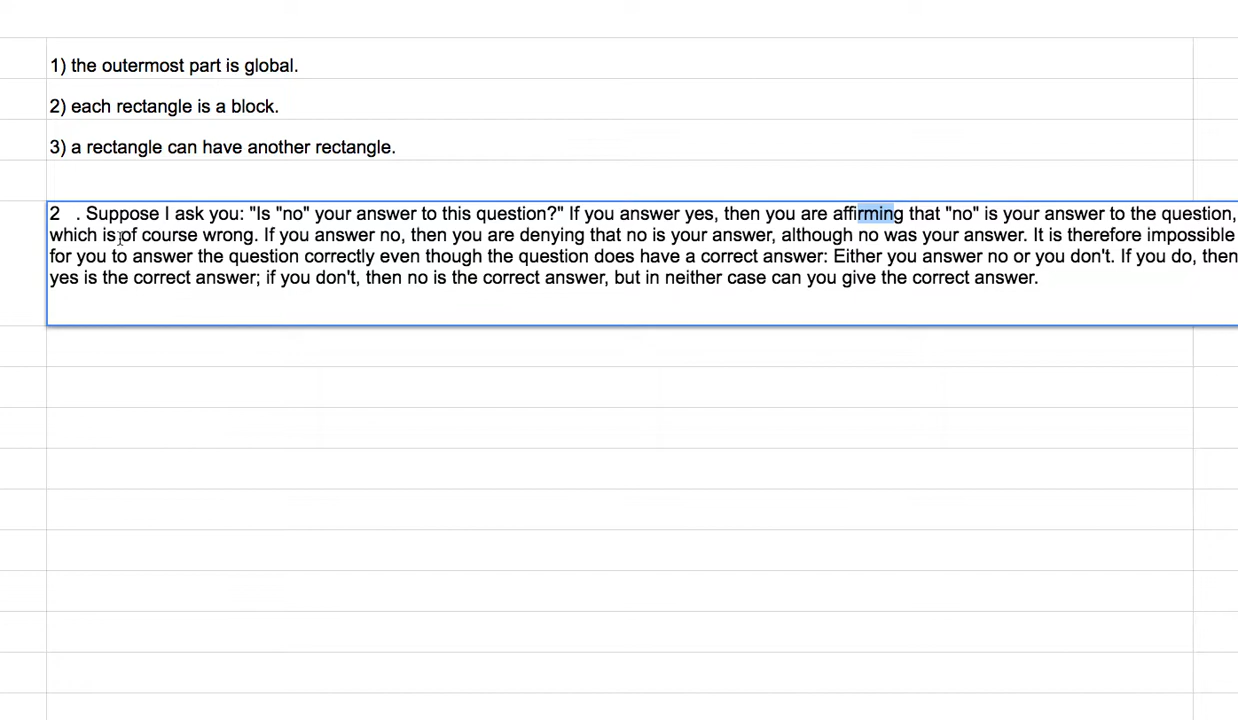 1) the outermost part is global.
2) each rectangle is a block.
3) a rectangle can have another rectangle.
2   . Suppose I ask you: "Is "no" your answer to this question?" If you answer yes, then you are affirming that "no" is your answer to the question,
which is of course wrong. If you answer no, then you are denying that no is your answer, although no was your answer. It is therefore impossible
for you to answer the question correctly even though the question does have a correct answer: Either you answer no or you don't. If you do, then
yes is the correct answer; if you don't, then no is the correct answer, but in neither case can you give the correct answer.